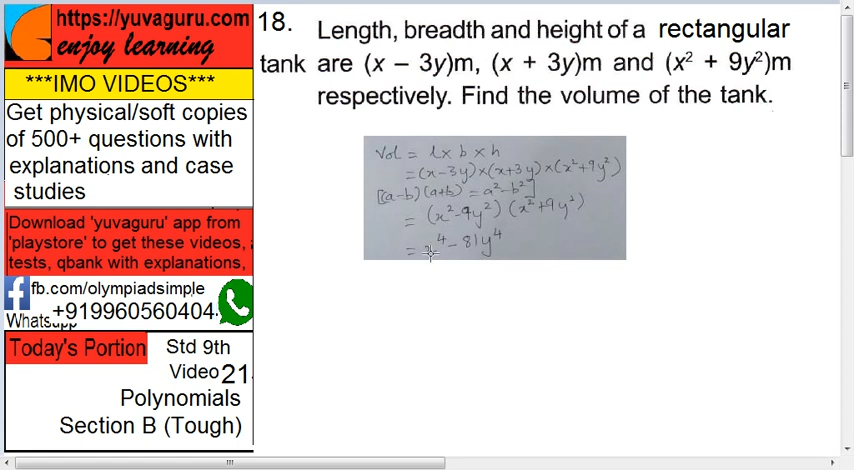 https://yuvaguru.com
enjoy learning
***IMO VIDEOS***
Get physical/soft copies
of 500+ questions with
explanations and case
studies
Download 'yuvaguru' app from
'playstore' to get these videos,
tests, qbank with explanations,
fb.com/olympiadsimple
+919960560404
Whatsupp
Today's Portion
Std 9th
Video 21
Polynomials
Section B (Tough)
18. Length, breadth and height of a rectangular
tank are (x − 3y)m, (x + 3y)m and (x² + 9y²)m
respectively. Find the volume of the tank.
Vol = l x b x h
= (x-3y)x(x+3y)x(x²+9y²)
[(a-b)(a+b) = a²-b²]
= (x²-9y²) (x²+9y²)
= x⁴ - 81y⁴